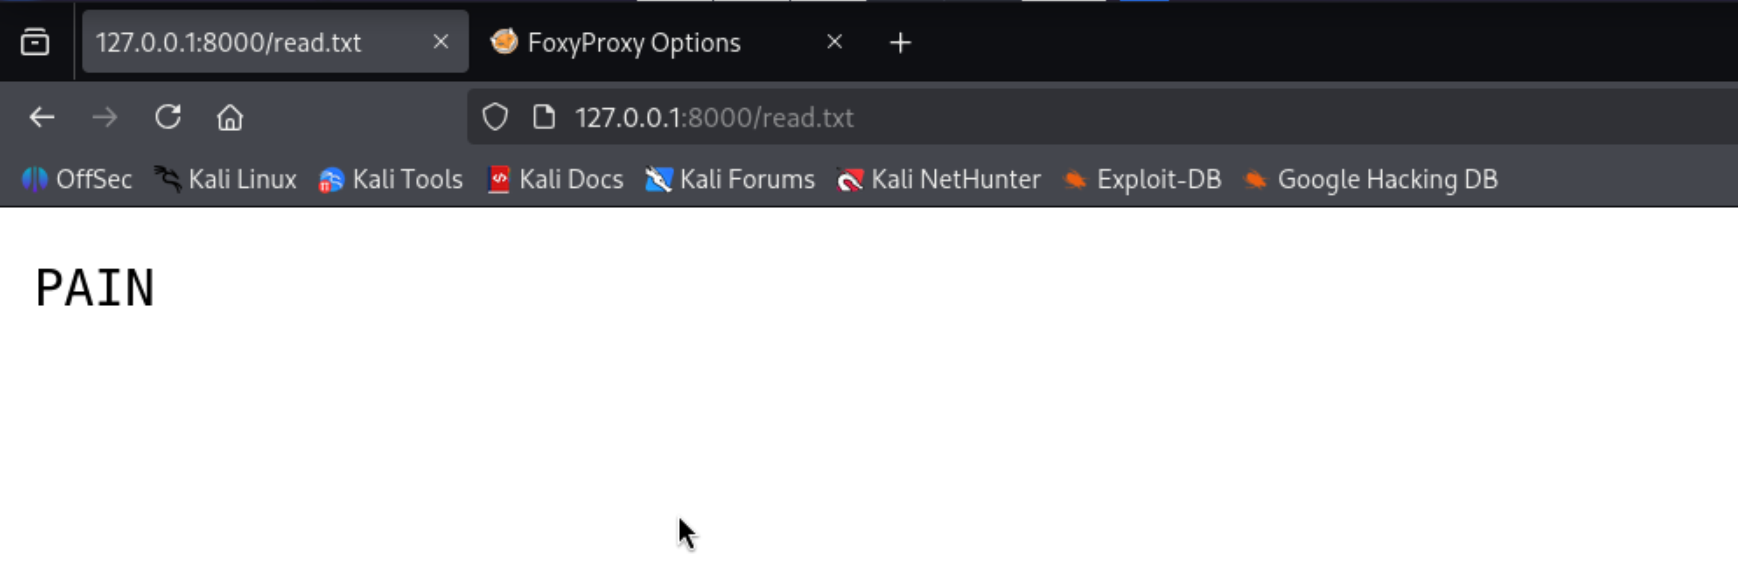 127.0.0.1:8000/read.txt FoxyProxy Options
127.0.0.1:8000/read.txt
OffSec Kali Linux Kali Tools Kali Docs Kali Forums Kali NetHunter Exploit-DB Google Hacking DB
PAIN